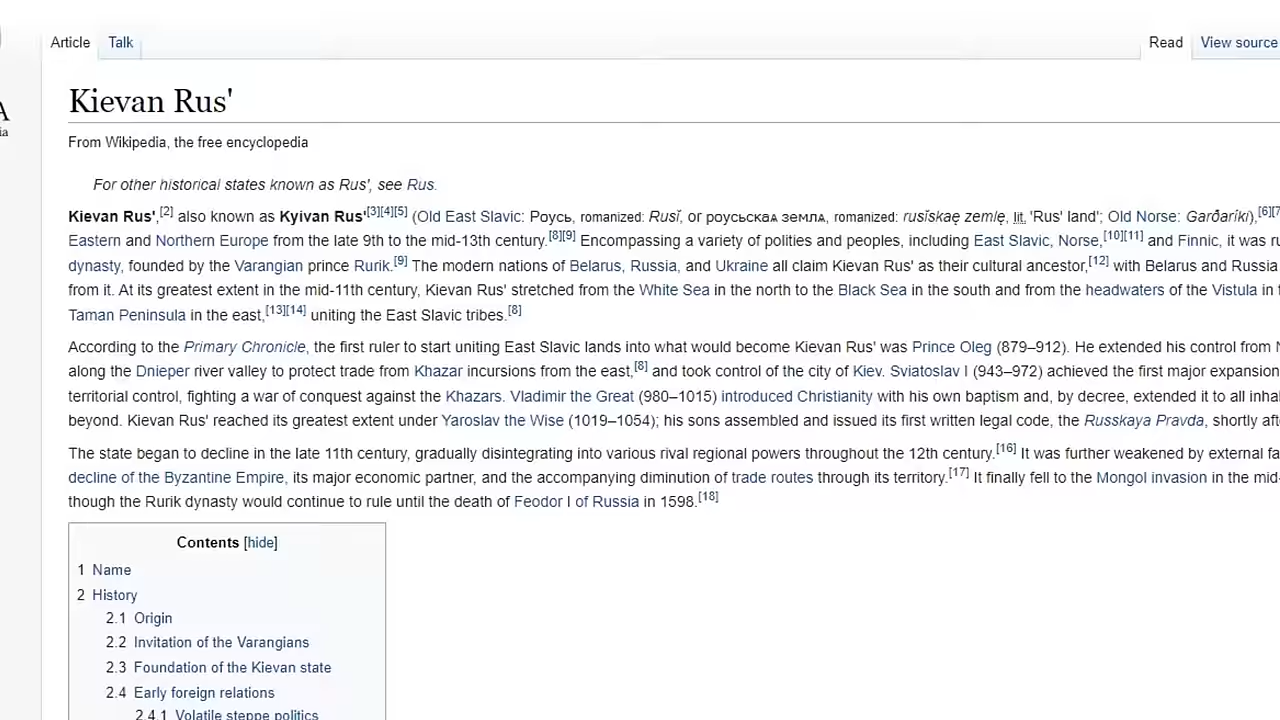 A
ia
Article Talk Read View source
Kievan Rus'
From Wikipedia, the free encyclopedia
For other historical states known as Rus', see Rus.
Kievan Rus',[2] also known as Kyivan Rus'[3][4][5] (Old East Slavic: Роусь, romanized: Rusĭ, or роусьскаѧ землѧ, romanized: rusĭskaę zemlę, lit. 'Rus' land'; Old Norse: Garðaríki),[6][7
Eastern and Northern Europe from the late 9th to the mid-13th century.[8][9] Encompassing a variety of polities and peoples, including East Slavic, Norse,[10][11] and Finnic, it was ru
dynasty, founded by the Varangian prince Rurik.[9] The modern nations of Belarus, Russia, and Ukraine all claim Kievan Rus' as their cultural ancestor,[12] with Belarus and Russia
from it. At its greatest extent in the mid-11th century, Kievan Rus' stretched from the White Sea in the north to the Black Sea in the south and from the headwaters of the Vistula in t
Taman Peninsula in the east,[13][14] uniting the East Slavic tribes.[8]
According to the Primary Chronicle, the first ruler to start uniting East Slavic lands into what would become Kievan Rus' was Prince Oleg (879–912). He extended his control from N
along the Dnieper river valley to protect trade from Khazar incursions from the east,[8] and took control of the city of Kiev. Sviatoslav I (943–972) achieved the first major expansion
territorial control, fighting a war of conquest against the Khazars. Vladimir the Great (980–1015) introduced Christianity with his own baptism and, by decree, extended it to all inha
beyond. Kievan Rus' reached its greatest extent under Yaroslav the Wise (1019–1054); his sons assembled and issued its first written legal code, the Russkaya Pravda, shortly aft
The state began to decline in the late 11th century, gradually disintegrating into various rival regional powers throughout the 12th century.[16] It was further weakened by external fa
decline of the Byzantine Empire, its major economic partner, and the accompanying diminution of trade routes through its territory.[17] It finally fell to the Mongol invasion in the mid-
though the Rurik dynasty would continue to rule until the death of Feodor I of Russia in 1598.[18]
Contents [hide]
1 Name
2 History
2.1 Origin
2.2 Invitation of the Varangians
2.3 Foundation of the Kievan state
2.4 Early foreign relations
2.4.1 Volatile steppe politics